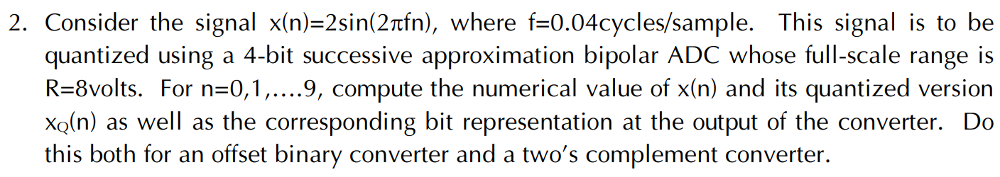 2. Consider the signal x(n)=2sin(2πfn), where f=0.04cycles/sample. This signal is to be
quantized using a 4-bit successive approximation bipolar ADC whose full-scale range is
R=8volts. For n=0,1,....9, compute the numerical value of x(n) and its quantized version
xQ(n) as well as the corresponding bit representation at the output of the converter. Do
this both for an offset binary converter and a two’s complement converter.